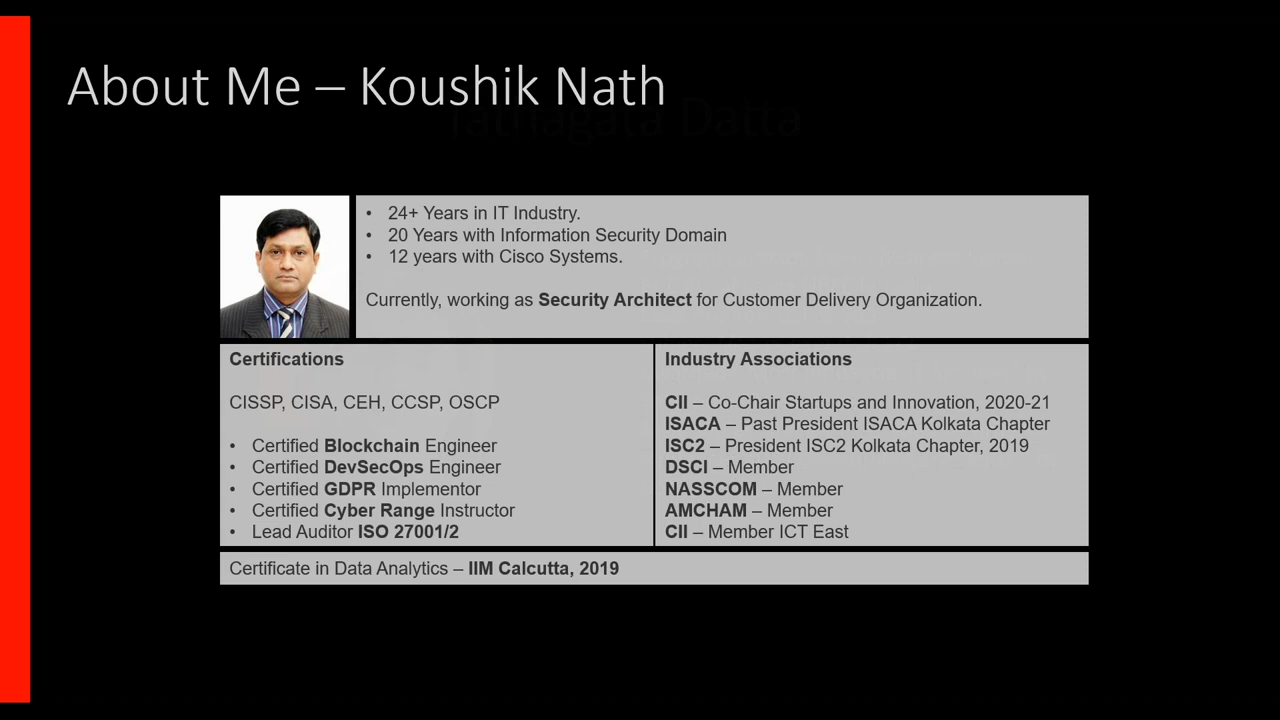 About Me – Koushik Nath
Tathagata Datta
• 24+ Years in IT Industry.
• 20 Years with Information Security Domain
• 12 years with Cisco Systems.
Currently, working as Security Architect for Customer Delivery Organization.
Certifications
CISSP, CISA, CEH, CCSP, OSCP
• Certified Blockchain Engineer
• Certified DevSecOps Engineer
• Certified GDPR Implementor
• Certified Cyber Range Instructor
• Lead Auditor ISO 27001/2
Industry Associations
CII – Co-Chair Startups and Innovation, 2020-21
ISACA – Past President ISACA Kolkata Chapter
ISC2 – President ISC2 Kolkata Chapter, 2019
DSCI – Member
NASSCOM – Member
AMCHAM – Member
CII – Member ICT East
Certificate in Data Analytics – IIM Calcutta, 2019